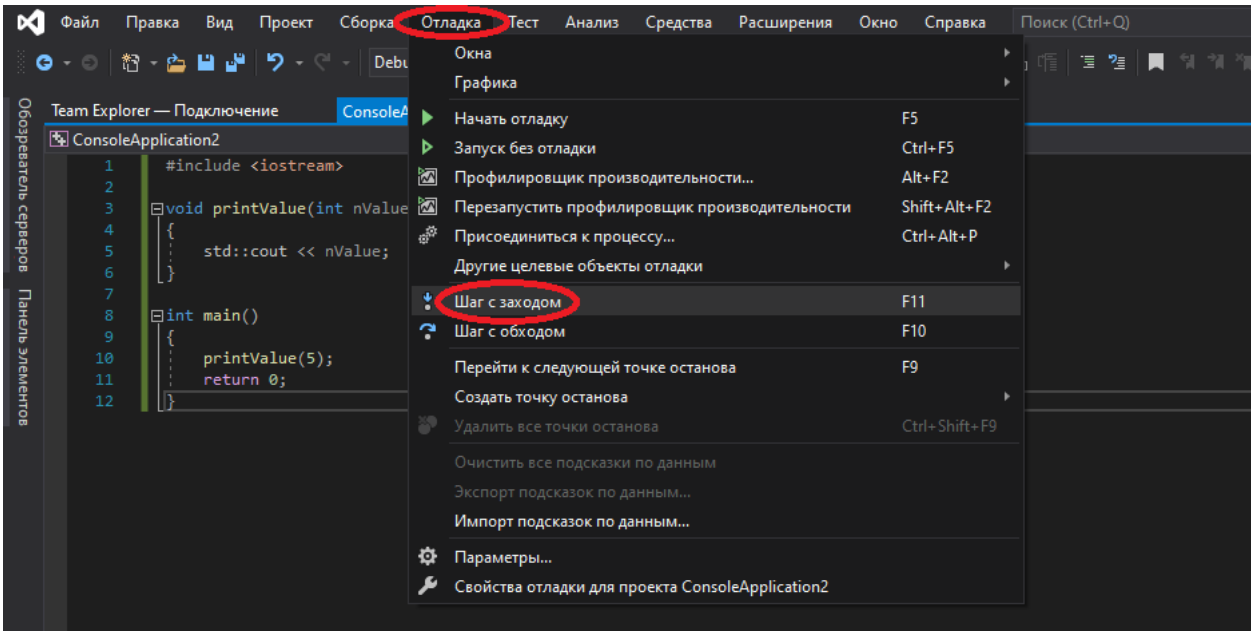 Файл Правка Вид Проект Сборка Отладка Тест Анализ Средства Расширения Окно Справка Поиск (Ctrl+Q)
Обозреватель серверов
Панель элементов
Team Explorer — Подключение
ConsoleApplication2
1 #include <iostream>
2
3 void printValue(int nValue
4 {
5 std::cout << nValue;
6 }
7
8 int main()
9 {
10 printValue(5);
11 return 0;
12 }
Окна
Графика
Начать отладку F5
Запуск без отладки Ctrl+F5
Профилировщик производительности... Alt+F2
Перезапустить профилировщик производительности Shift+Alt+F2
Присоединиться к процессу... Ctrl+Alt+P
Другие целевые объекты отладки
Шаг с заходом F11
Шаг с обходом F10
Перейти к следующей точке останова F9
Создать точку останова
Удалить все точки останова Ctrl+Shift+F9
Очистить все подсказки по данным
Экспорт подсказок по данным...
Импорт подсказок по данным...
Параметры...
Свойства отладки для проекта ConsoleApplication2